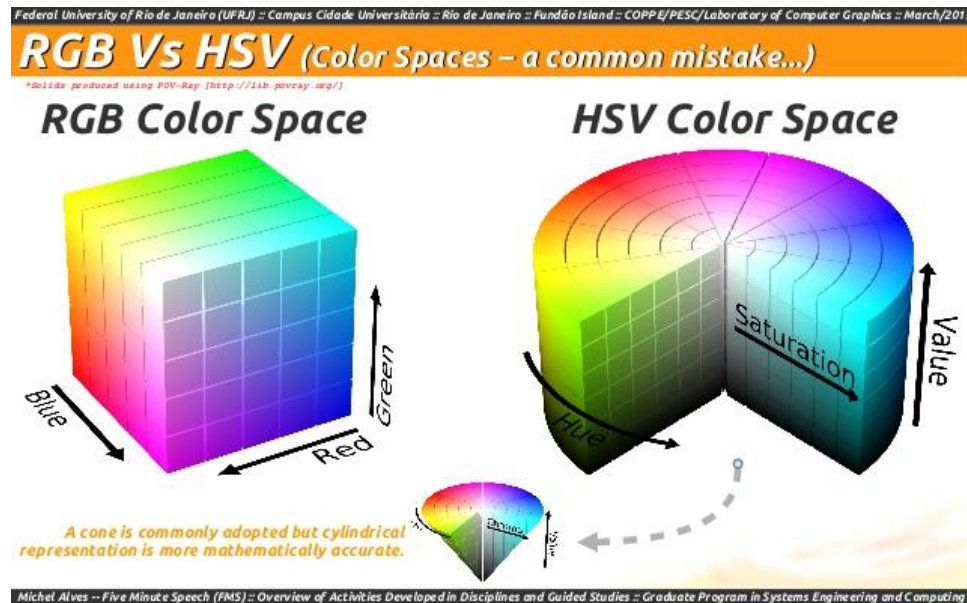 Federal University of Rio de Janeiro (UFRJ) :: Campus Cidade Universitária :: Rio de Janeiro :: Fundão Island :: COPPE/PESC/Laboratory of Computer Graphics :: March/201
RGB Vs HSV (Color Spaces – a common mistake...)
*Solids produced using POV-Ray [http://lib.povray.org/]
RGB Color Space
HSV Color Space
Blue
Red
Green
Hue
Saturation
Value
A cone is commonly adopted but cylindrical
representation is more mathematically accurate.
Chroma
Value
Michel Alves -- Five Minute Speech (FMS) :: Overview of Activities Developed in Disciplines and Guided Studies :: Graduate Program in Systems Engineering and Computing